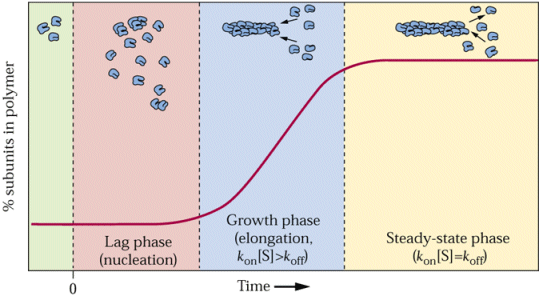 % subunits in polymer
Lag phase
(nucleation)
Growth phase
(elongation,
kon[S]>koff)
Steady-state phase
(kon[S]=koff)
0
Time